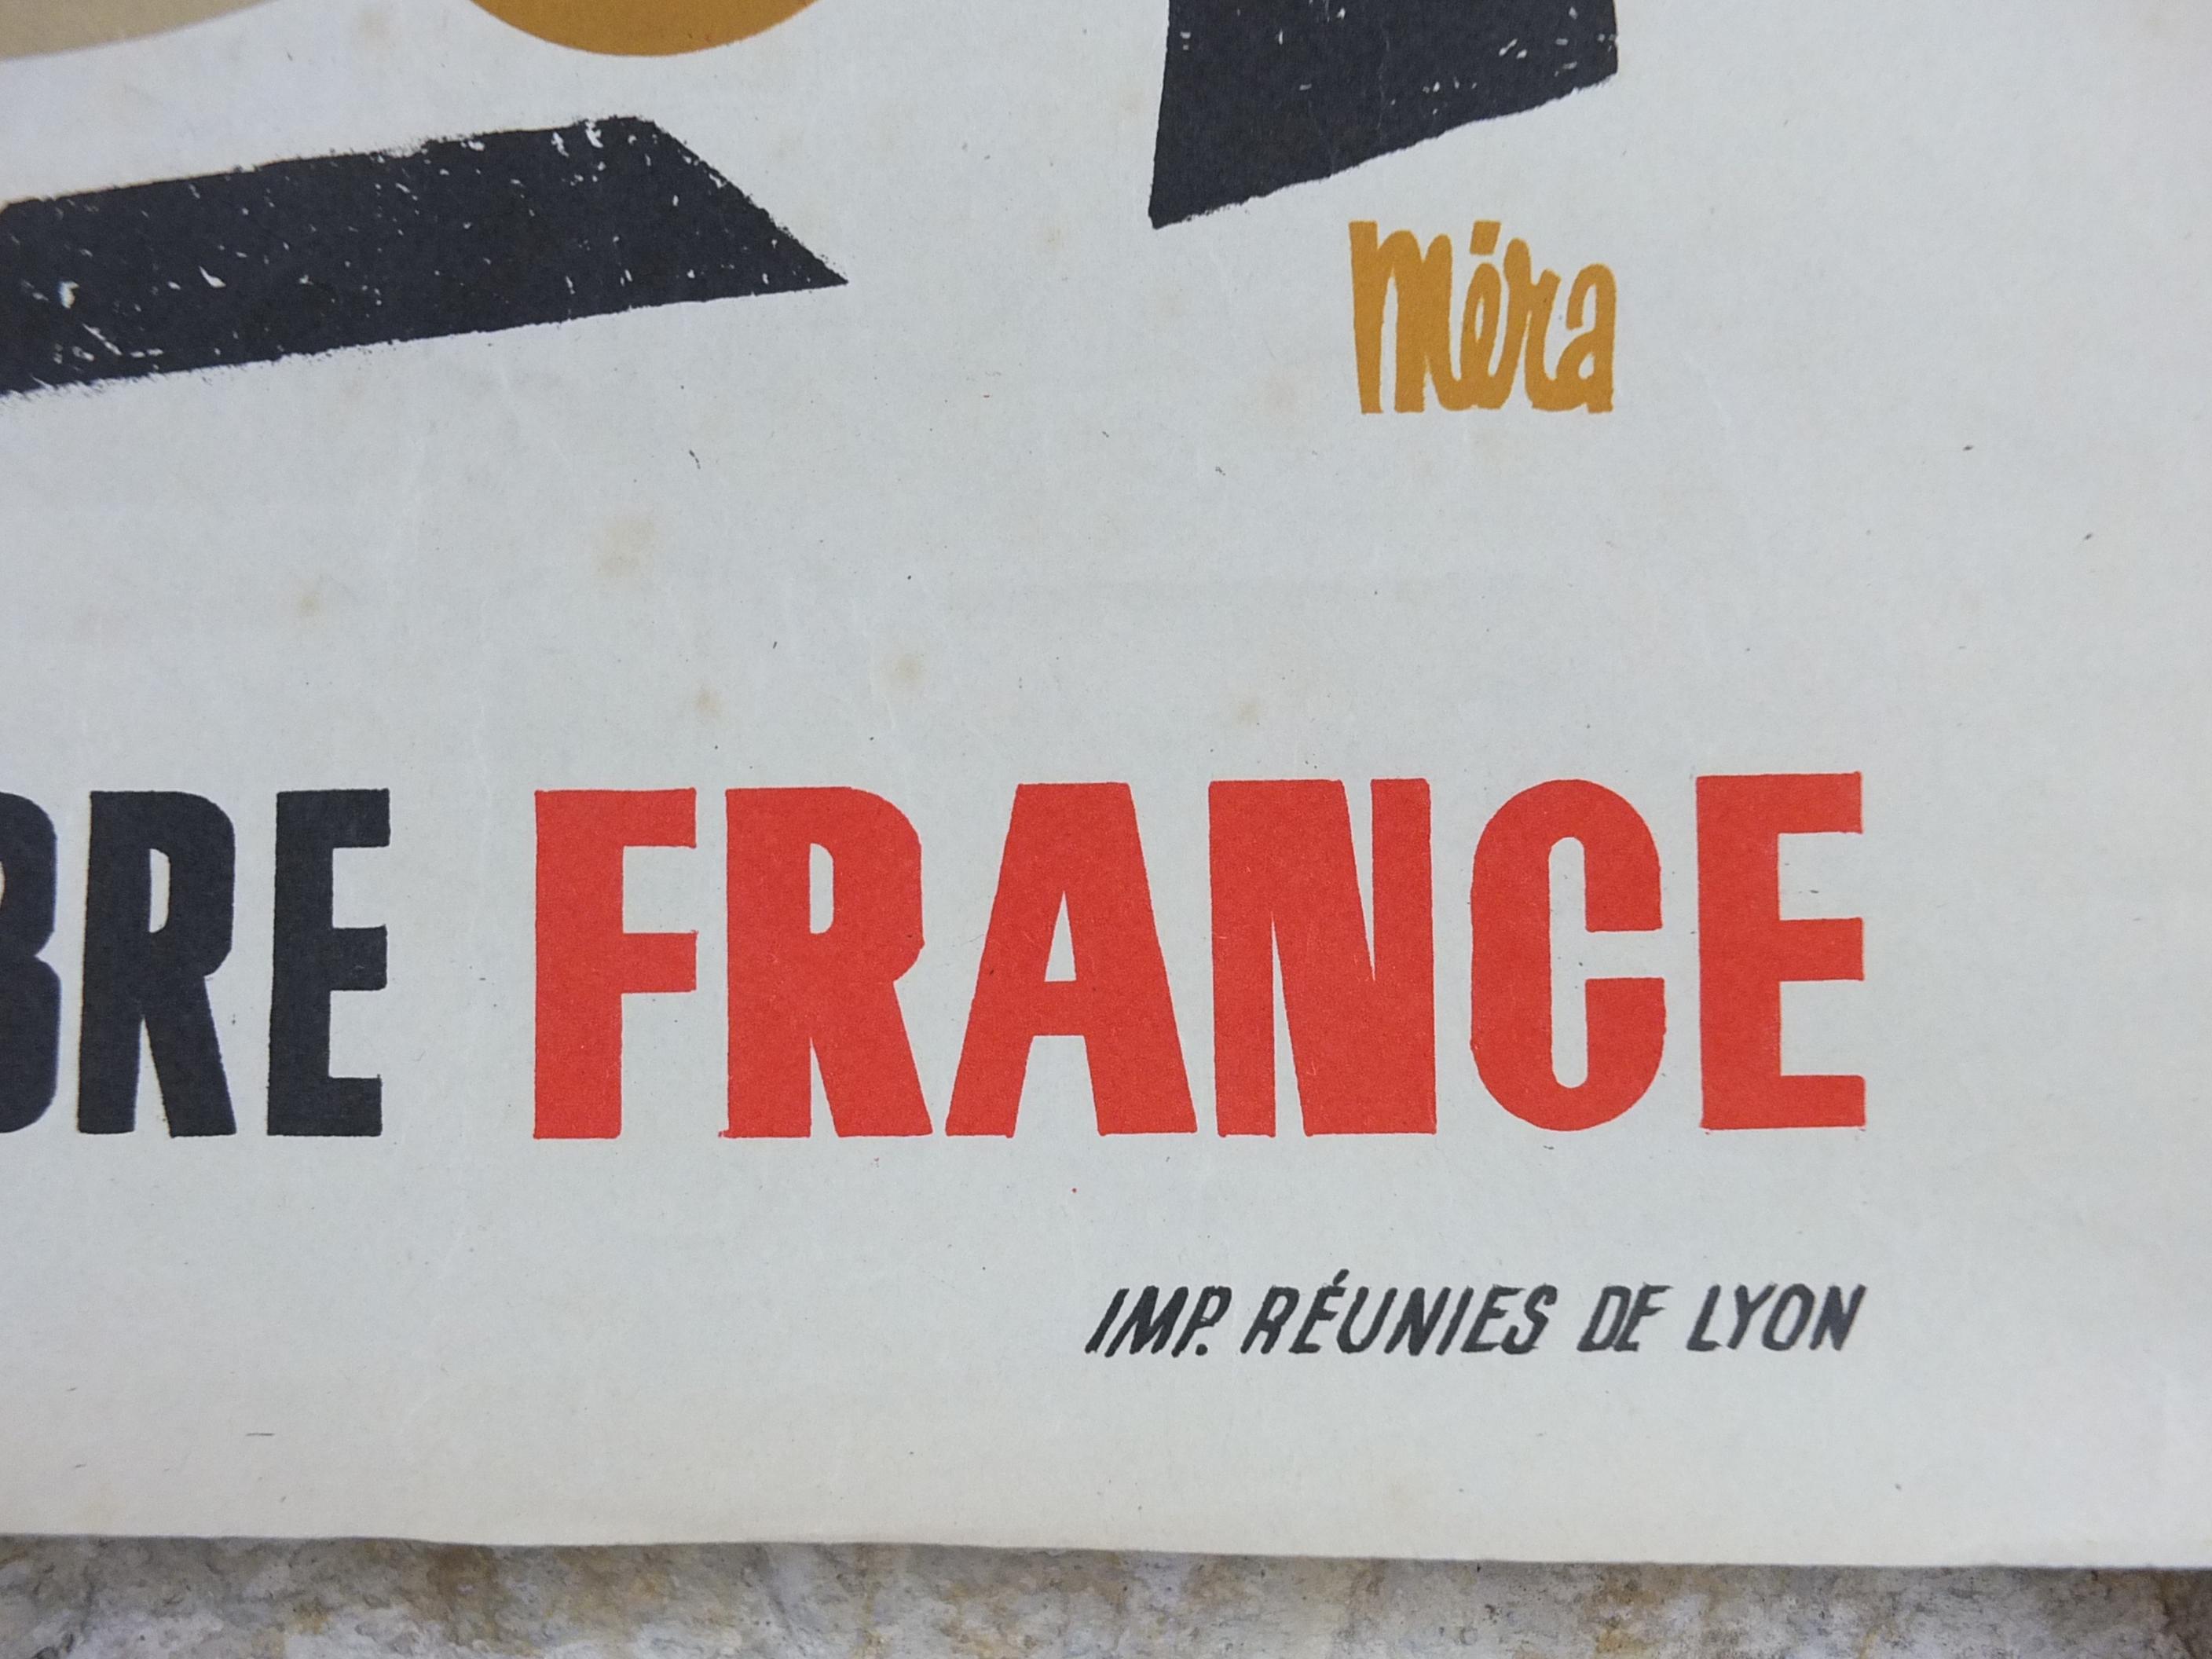 Méra
BRE FRANCE
IMP. RÉUNIES DE LYON